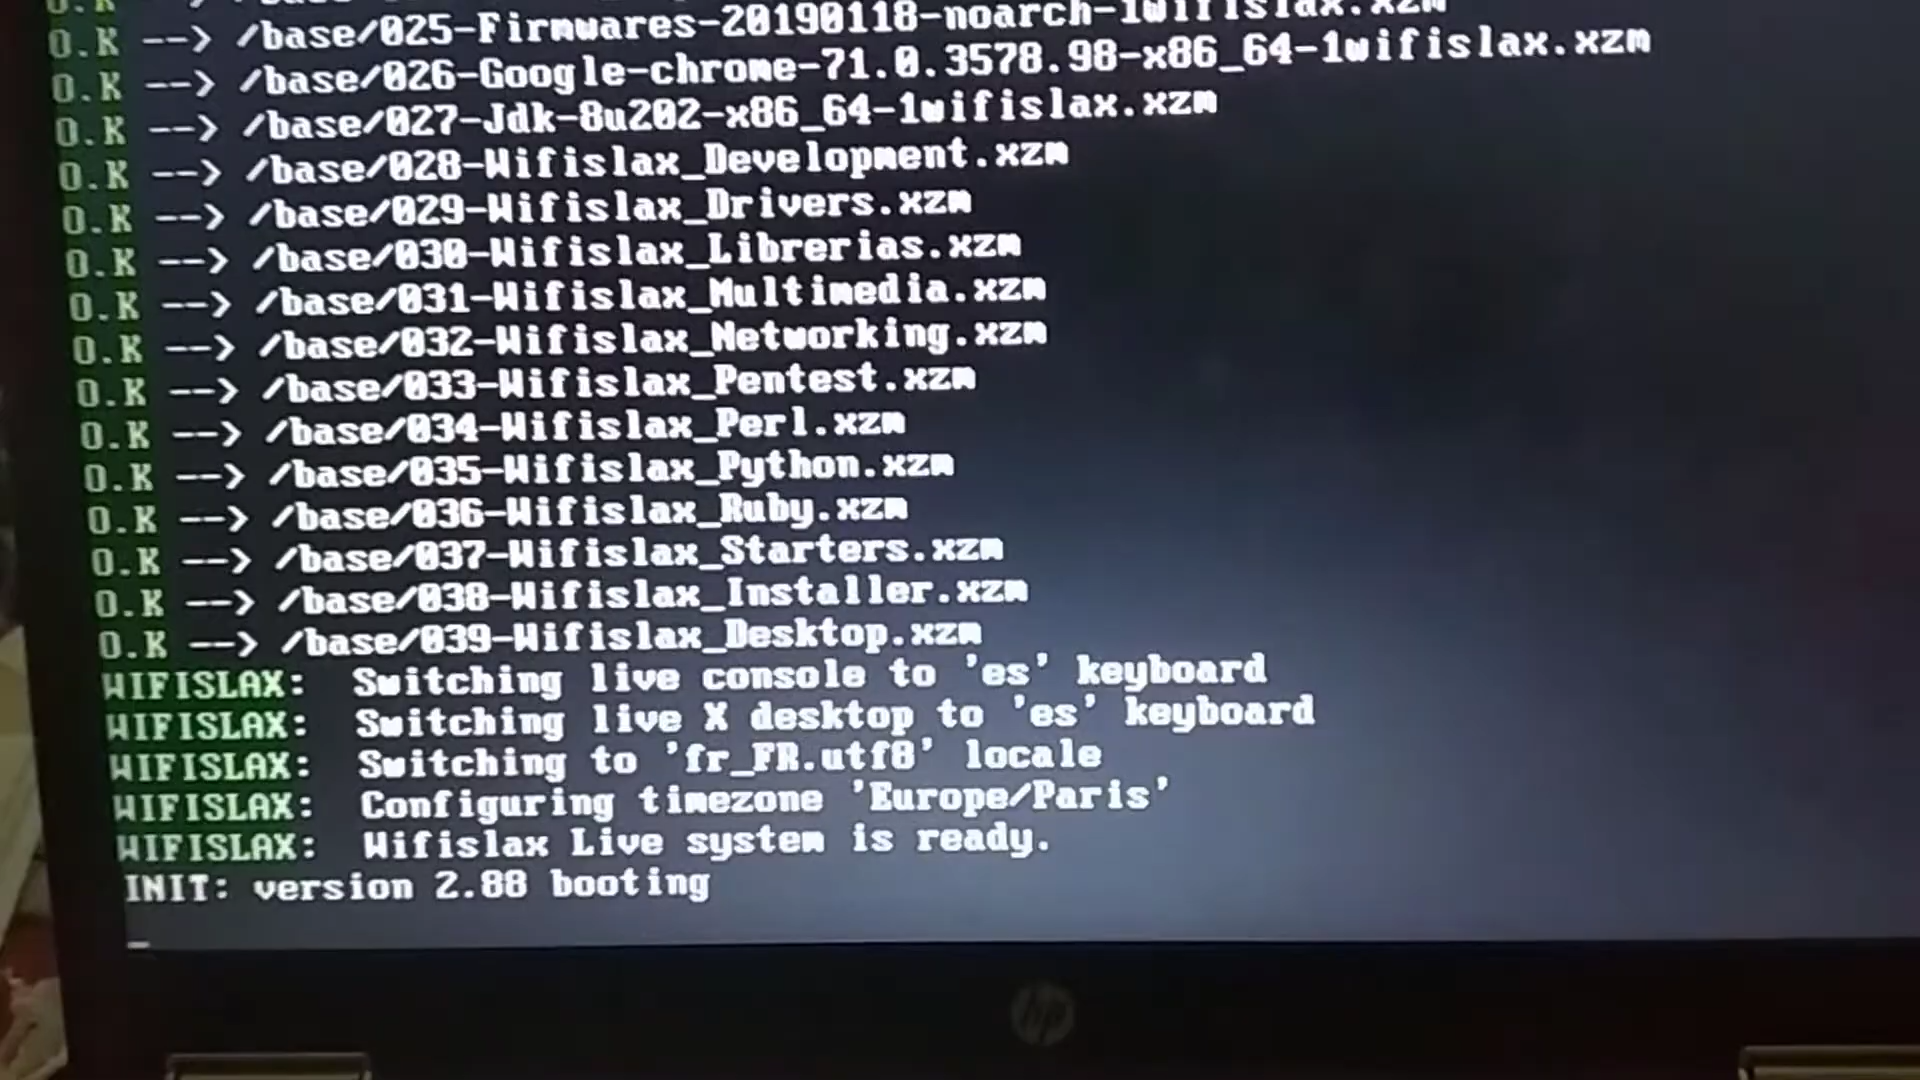 O.K --> /base/025-Firmwares-20190118-noarch-1wifislax.xzm
O.K --> /base/026-Google-chrome-71.0.3578.98-x86_64-1wifislax.xzm
O.K --> /base/027-Jdk-8u202-x86_64-1wifislax.xzm
O.K --> /base/028-Wifislax_Development.xzm
O.K --> /base/029-Wifislax_Drivers.xzm
O.K --> /base/030-Wifislax_Librerias.xzm
O.K --> /base/031-Wifislax_Multimedia.xzm
O.K --> /base/032-Wifislax_Networking.xzm
O.K --> /base/033-Wifislax_Pentest.xzm
O.K --> /base/034-Wifislax_Perl.xzm
O.K --> /base/035-Wifislax_Python.xzm
O.K --> /base/036-Wifislax_Ruby.xzm
O.K --> /base/037-Wifislax_Starters.xzm
O.K --> /base/038-Wifislax_Installer.xzm
O.K --> /base/039-Wifislax_Desktop.xzm
WIFISLAX: Switching live console to 'es' keyboard
WIFISLAX: Switching live X desktop to 'es' keyboard
WIFISLAX: Switching to 'fr_FR.utf8' locale
WIFISLAX: Configuring timezone 'Europe/Paris'
WIFISLAX: Wifislax Live system is ready.
INIT: version 2.88 booting
hp